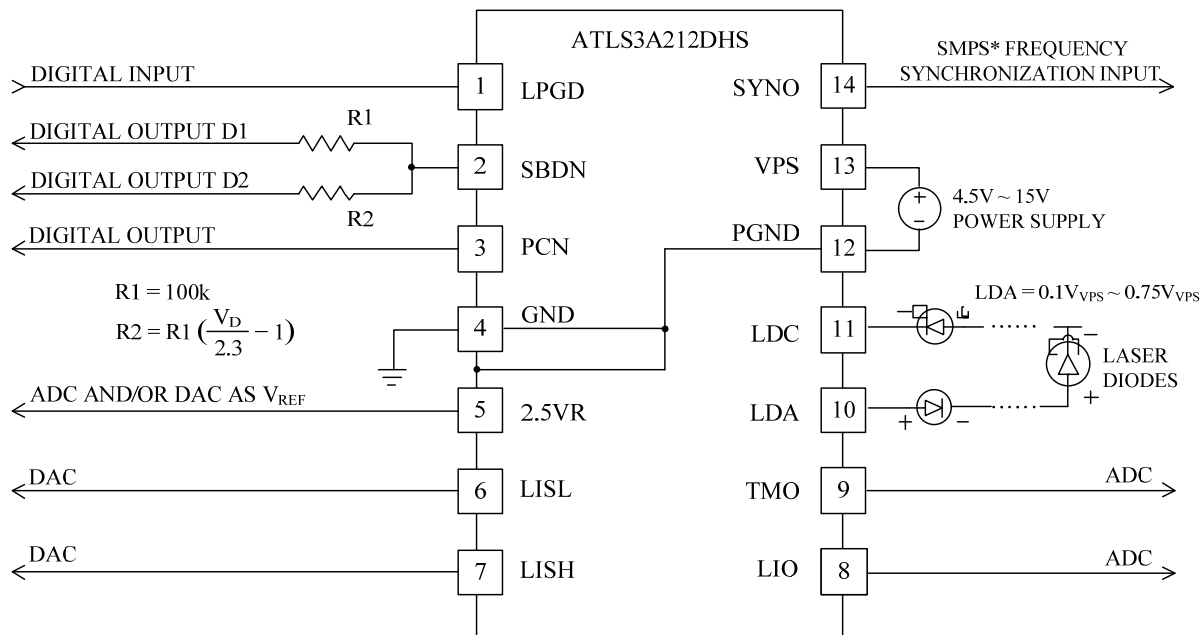 ATLS3A212DHS
DIGITAL INPUT
1
LPGD
DIGITAL OUTPUT D1
R1
DIGITAL OUTPUT D2
R2
2
SBDN
DIGITAL OUTPUT
3
PCN
R1 = 100k
R2 = R1 (V_D/2.3 − 1)
4
GND
ADC AND/OR DAC AS V_REF
5
2.5VR
DAC
6
LISL
DAC
7
LISH
SYNO
14
SMPS* FREQUENCY
SYNCHRONIZATION INPUT
VPS
13
+
−
4.5V ~ 15V
POWER SUPPLY
PGND
12
LDA = 0.1V_VPS ~ 0.75V_VPS
LDC
11
−
−
LASER
DIODES
+
LDA
10
+
−
TMO
9
ADC
LIO
8
ADC